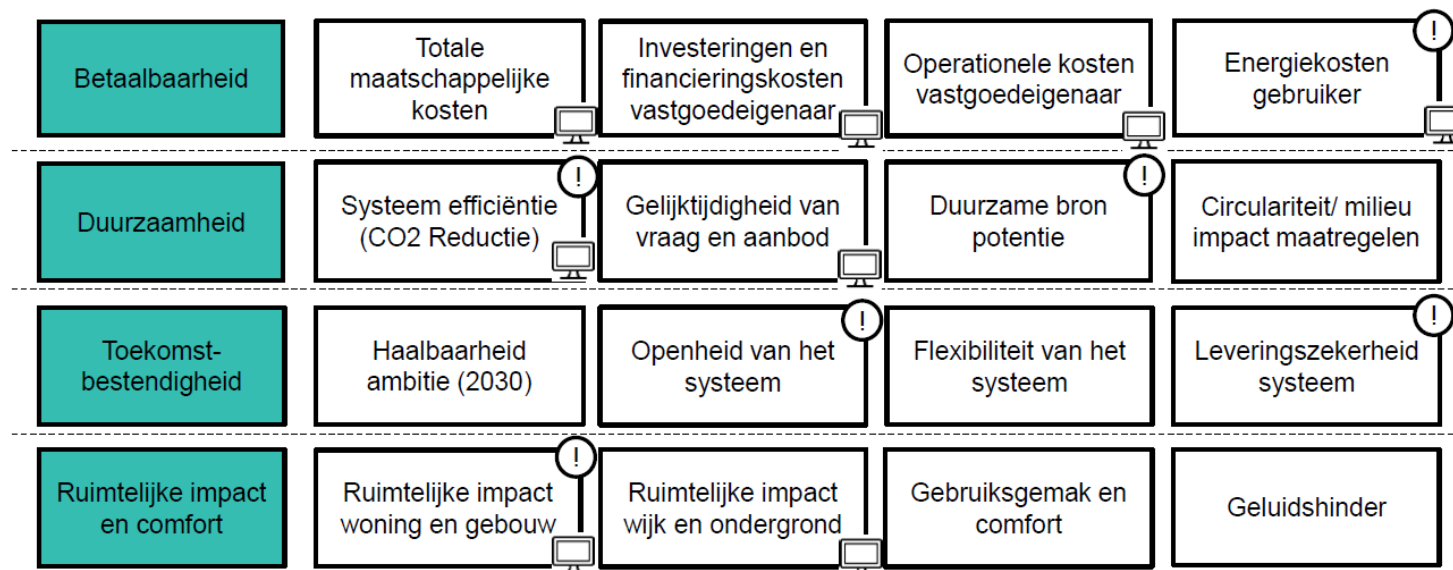 Betaalbaarheid
Totale
maatschappelijke
kosten
Investeringen en
financieringskosten
vastgoedeigenaar
Operationele kosten
vastgoedeigenaar
!
Energiekosten
gebruiker
Duurzaamheid
!
Systeem efficiëntie
(CO2 Reductie)
Gelijktijdigheid van
vraag en aanbod
!
Duurzame bron
potentie
Circulariteit/ milieu
impact maatregelen
Toekomst-
bestendigheid
Haalbaarheid
ambitie (2030)
!
Openheid van het
systeem
Flexibiliteit van het
systeem
!
Leveringszekerheid
systeem
Ruimtelijke impact
en comfort
!
Ruimtelijke impact
woning en gebouw
Ruimtelijke impact
wijk en ondergrond
Gebruiksgemak en
comfort
Geluidshinder